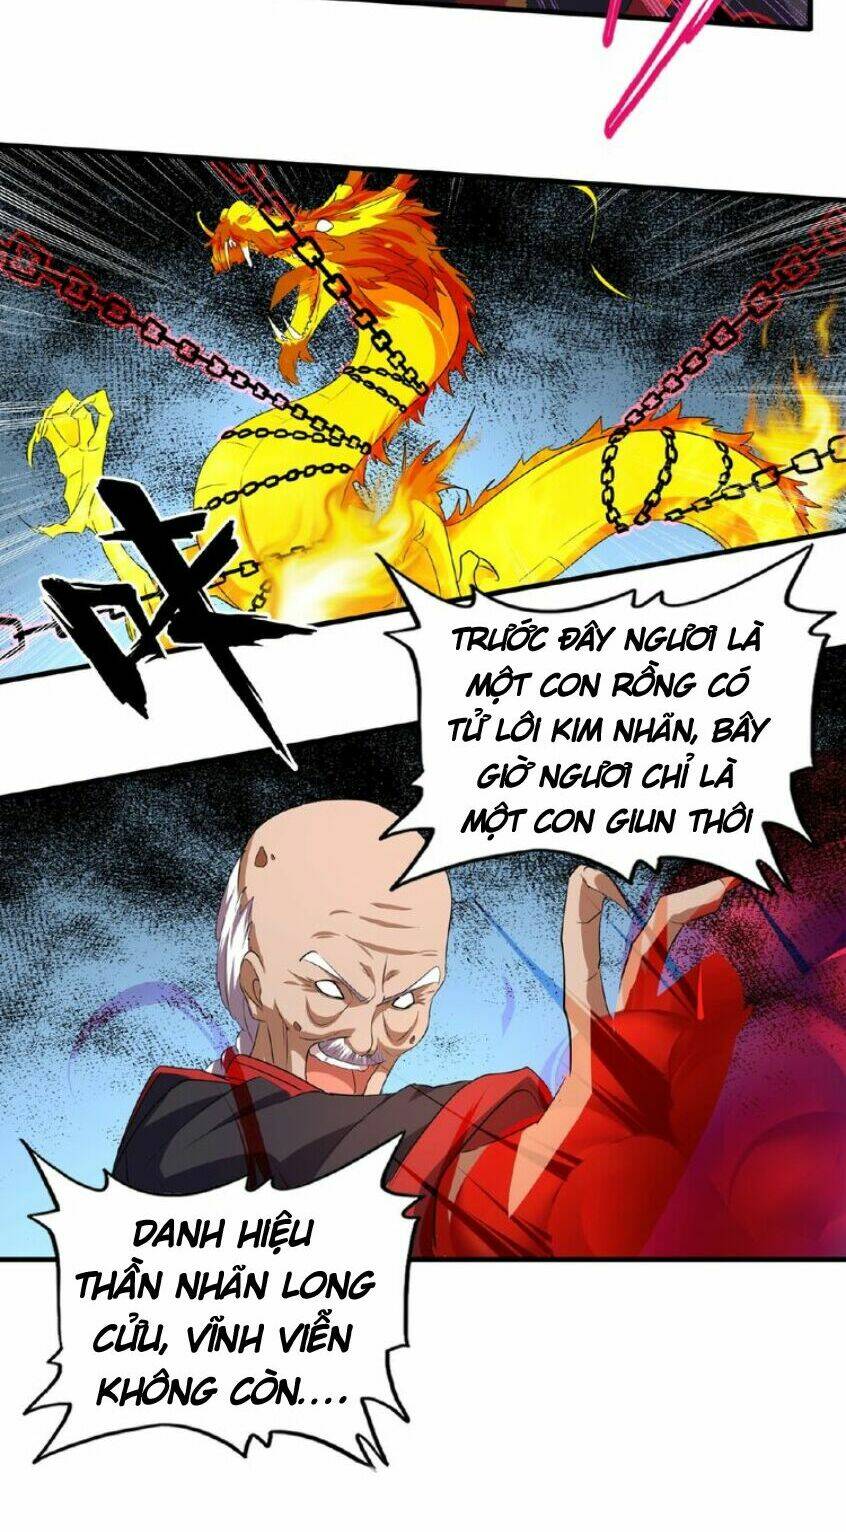 咔
TRƯỚC ĐÂY NGƯƠI LÀ
MỘT CON RỒNG CÓ
TỬ LÔI KIM NHÃN, BÂY
GIỜ NGƯƠI CHỈ LÀ
MỘT CON GIUN THÔI
DANH HIỆU
THẦN NHÃN LONG
CỬU, VĨNH VIỄN
KHÔNG CÒN....